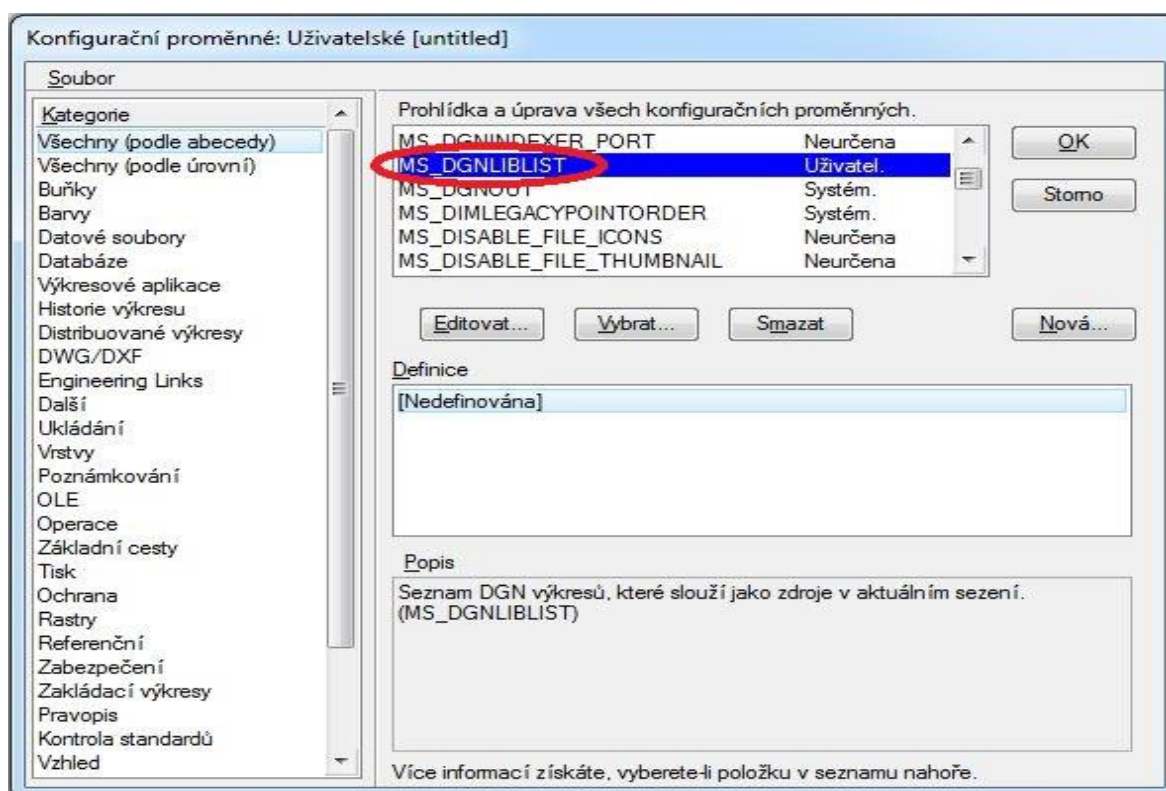 Konfigurační proměnné: Uživatelské [untitled]
Soubor
Kategorie
Všechny (podle abecedy)
Všechny (podle úrovní)
Buňky
Barvy
Datové soubory
Databáze
Výkresové aplikace
Historie výkresu
Distribuované výkresy
DWG/DXF
Engineering Links
Další
Ukládání
Vrstvy
Poznámkování
OLE
Operace
Základní cesty
Tisk
Ochrana
Rastry
Referenční
Zabezpečení
Zakládací výkresy
Pravopis
Kontrola standardů
Vzhled
Prohlídka a úprava všech konfiguračních proměnných.
MS_DGNINDEXER_PORT Neurčena
MS_DGNLIBLIST Uživatel.
MS_DGNOUT Systém.
MS_DIMLEGACYPOINTORDER Systém.
MS_DISABLE_FILE_ICONS Neurčena
MS_DISABLE_FILE_THUMBNAIL Neurčena
OK
Storno
Editovat... Vybrat... Smazat Nová...
Definice
[Nedefinována]
Popis
Seznam DGN výkresů, které slouží jako zdroje v aktuálním sezení.
(MS_DGNLIBLIST)
Více informací získáte, vyberete-li položku v seznamu nahoře.